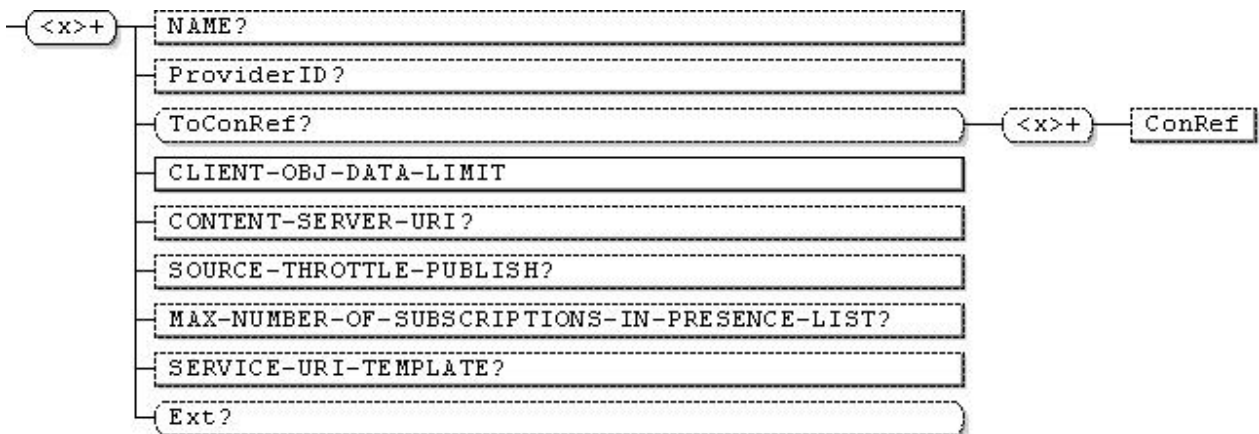 <x>+ NAME?
ProviderID?
ToConRef? <x>+ ConRef
CLIENT-OBJ-DATA-LIMIT
CONTENT-SERVER-URI?
SOURCE-THROTTLE-PUBLISH?
MAX-NUMBER-OF-SUBSCRIPTIONS-IN-PRESENCE-LIST?
SERVICE-URI-TEMPLATE?
Ext?